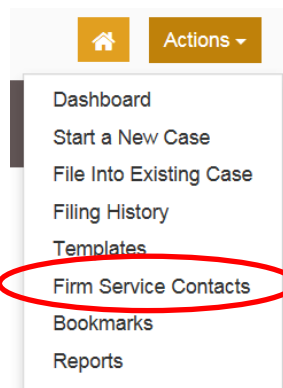 Actions
Dashboard
Start a New Case
File Into Existing Case
Filing History
Templates
Firm Service Contacts
Bookmarks
Reports